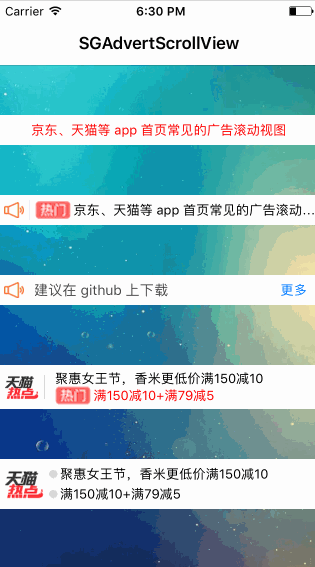 Carrier 6:30 PM
SGAdvertScrollView
京东、天猫等 app 首页常见的广告滚动视图
热门 京东、天猫等 app 首页常见的广告滚动...
建议在 github 上下载 更多
天猫热点
聚惠女王节，香米更低价满150减10
热门 满150减10+满79减5
天猫热点
聚惠女王节，香米更低价满150减10
满150减10+满79减5